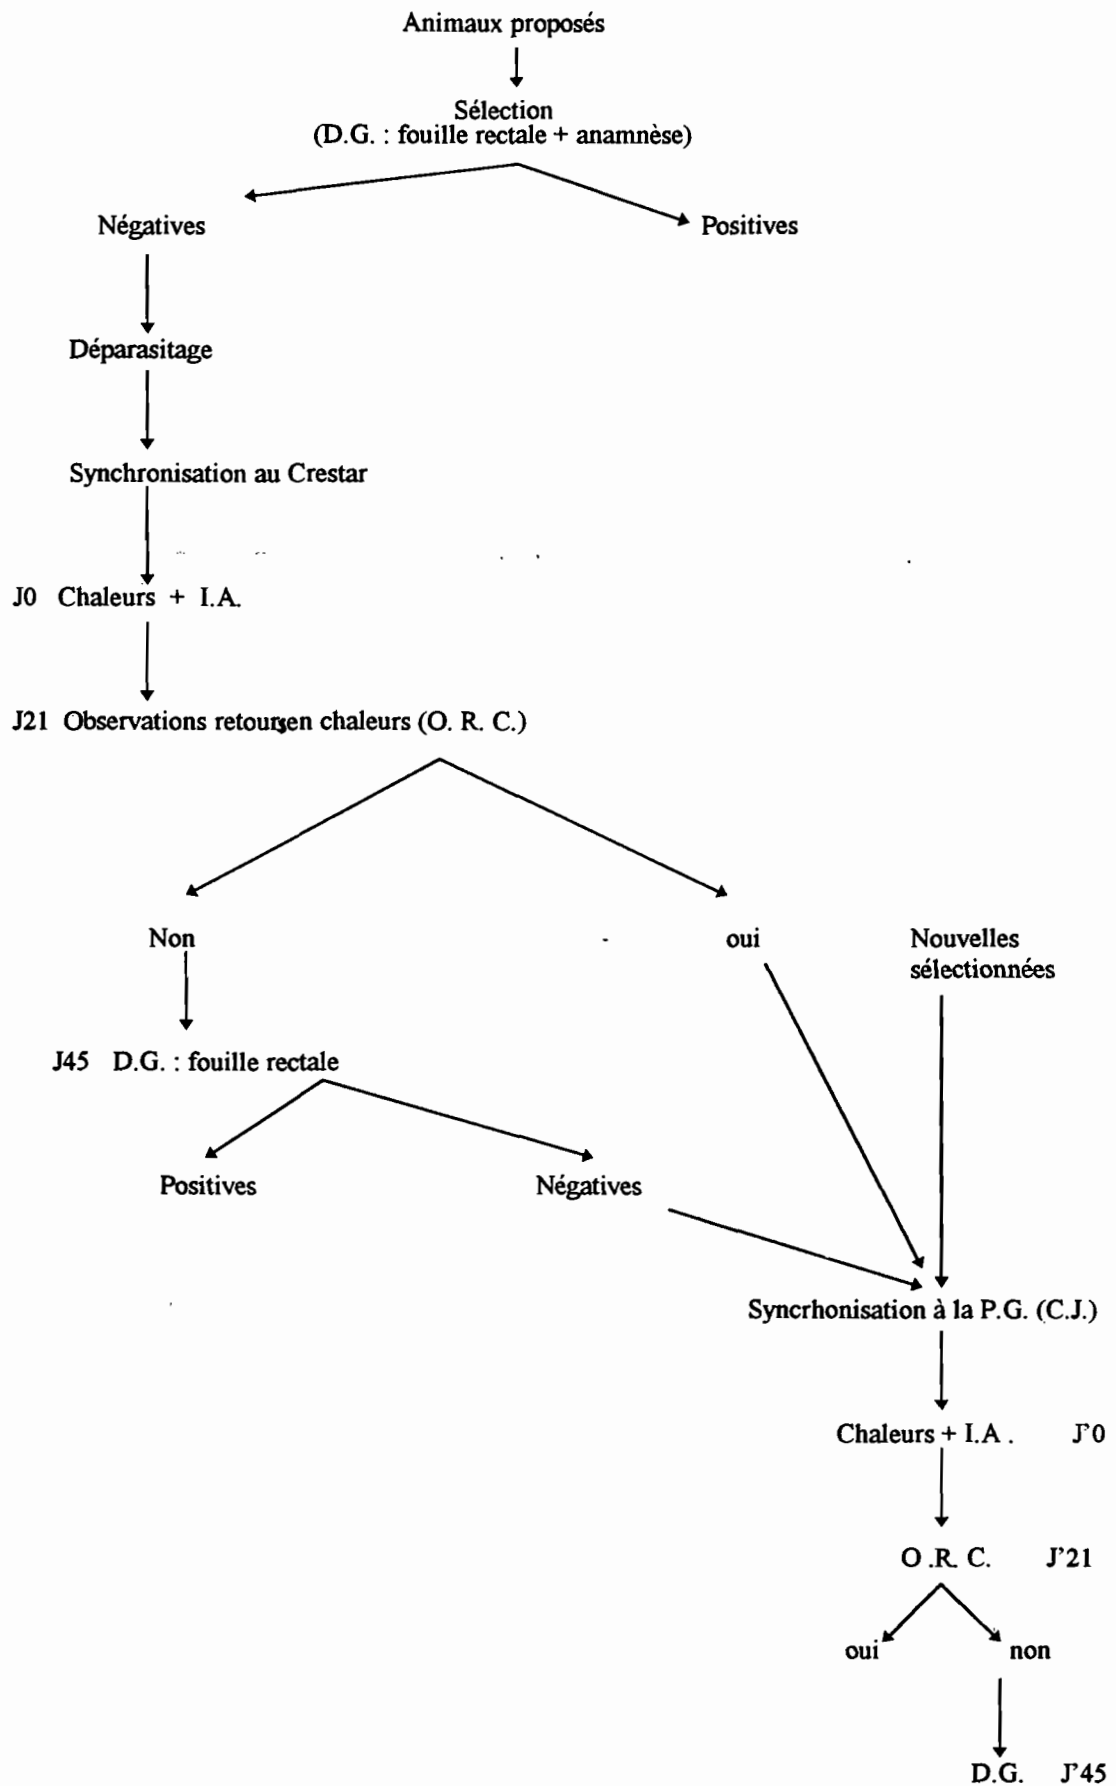 Animaux proposés
Sélection
(D.G. : fouille rectale + anamnèse)
Négatives
Positives
Déparasitage
Synchronisation au Crestar
J0 Chaleurs + I.A.
J21 Observations retoursen chaleurs (O. R. C.)
Non
oui
Nouvelles
sélectionnées
J45 D.G. : fouille rectale
Positives
Négatives
Syncrhonisation à la P.G. (C.J.)
Chaleurs + I.A . J'0
O .R. C. J'21
oui
non
D.G. J'45